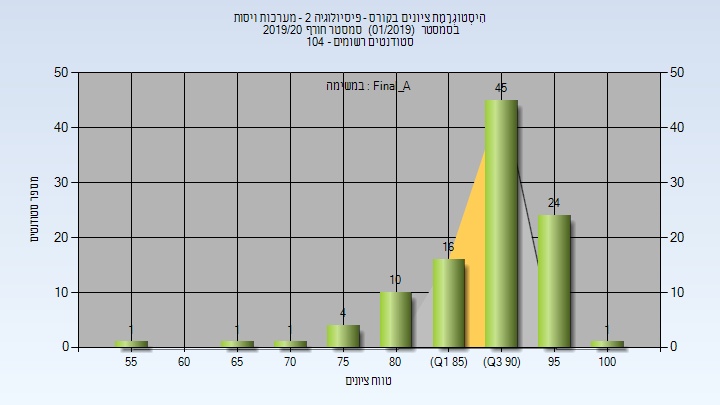 היסטוגרמת ציונים בקורס - פיסיולוגיה 2 - מערכות ויסות
בסמסטר (01/2019) סמסטר חורף 2019/20
סטודנטים רשומים - 104
במשימה : Final_A
50 50
40 40
30 30
20 20
10 10
0 0
מספר סטודנטים
1 1 1 4 10 16 45 24 1
55 60 65 70 75 80 (Q1 85) (Q3 90) 95 100
טווח ציונים